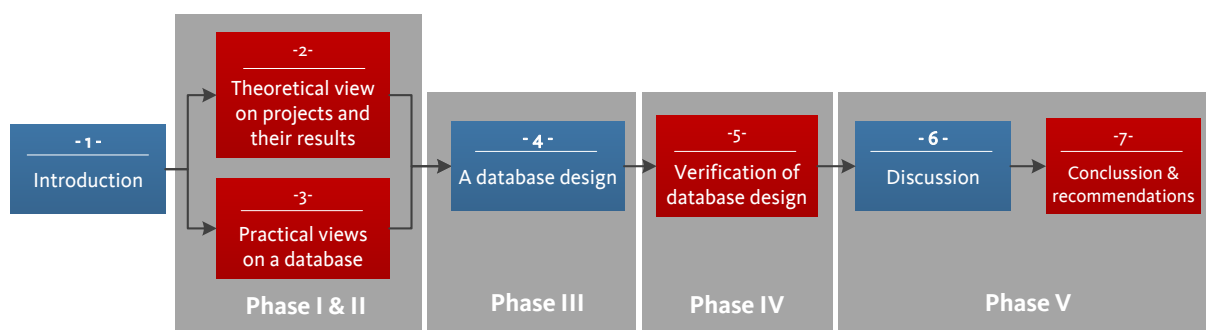 -1-
Introduction
-2-
Theoretical view
on projects and
their results
-3-
Practical views
on a database
Phase I & II
-4-
A database design
Phase III
-5-
Verification of
database design
Phase IV
-6-
Discussion
-7-
Conclussion &
recommendations
Phase V